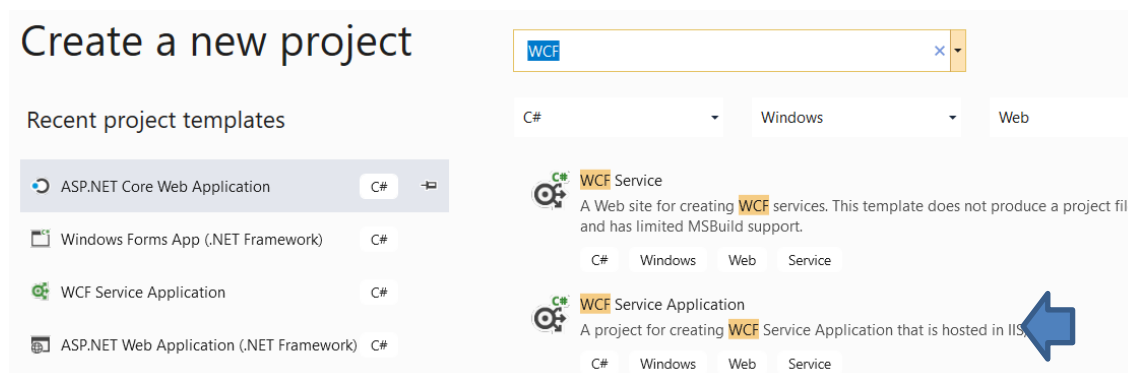 Create a new project
WCF
Recent project templates
C#
Windows
Web
ASP.NET Core Web Application C#
Windows Forms App (.NET Framework) C#
WCF Service Application C#
ASP.NET Web Application (.NET Framework) C#
C#
WCF Service
A Web site for creating WCF services. This template does not produce a project
and has limited MSBuild support.
C# Windows Web Service
C#
WCF Service Application
A project for creating WCF Service Application that is hosted in IIS
C# Windows Web Service